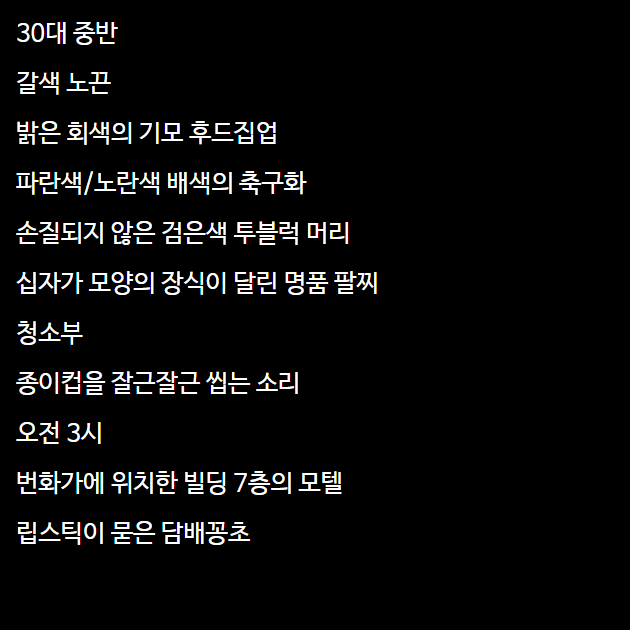 30대 중반
갈색 노끈
밝은 회색의 기모 후드집업
파란색/노란색 배색의 축구화
손질되지 않은 검은색 투블럭 머리
십자가 모양의 장식이 달린 명품 팔찌
청소부
종이컵을 잘근잘근 씹는 소리
오전 3시
번화가에 위치한 빌딩 7층의 모텔
립스틱이 묻은 담배꽁초